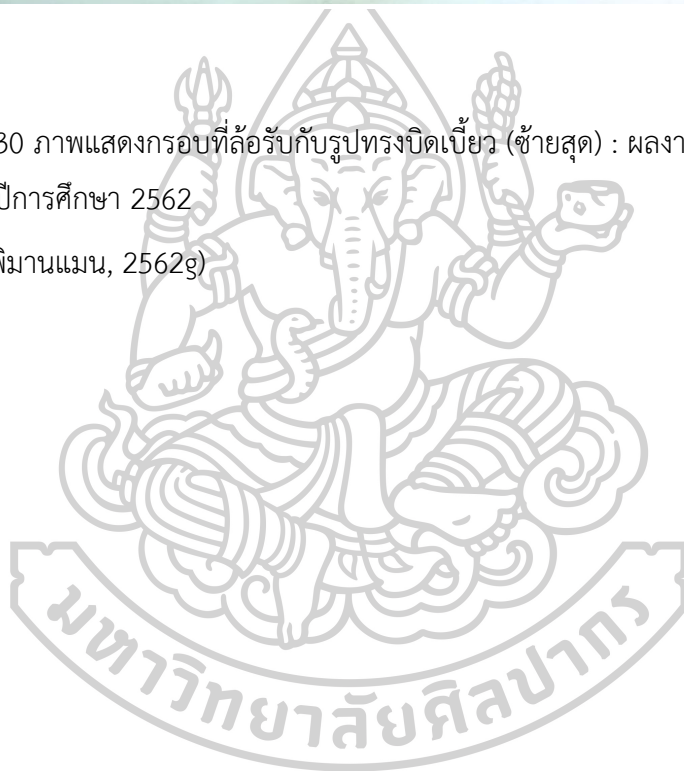 30 ภาพแสดงกรอบที่ล้อรับกับรูปทรงบิดเบี้ยว (ซ้ายสุด) : ผลงา
ปีการศึกษา 2562
พิมานแมน, 2562g)
มหาวิทยาลัยศิลปากร